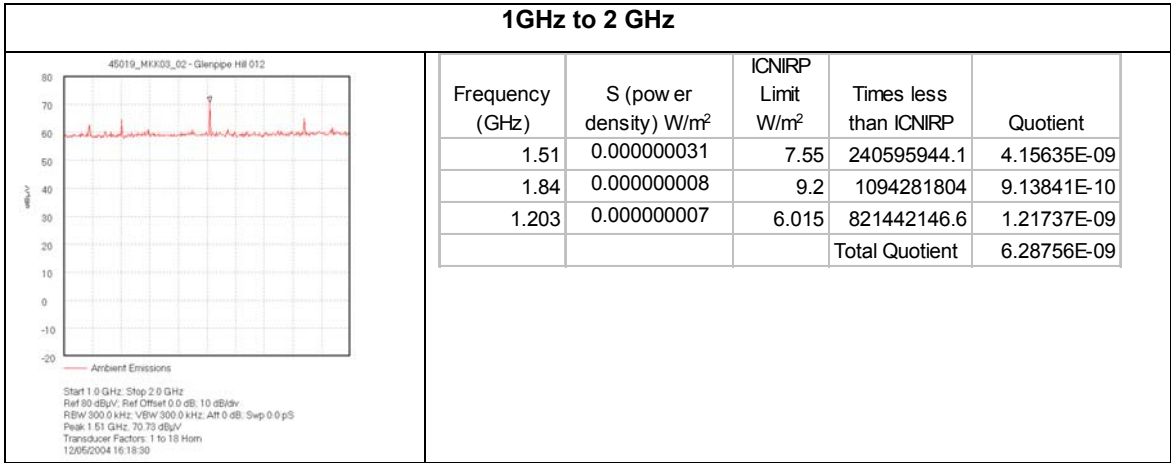 1GHz to 2 GHz
45019_MKK03_02 - Glenpipe Hill 012
80
70
60
50
40
30
20
10
0
-10
-20
dBµV
Ambient Emissions
Start 1.0 GHz; Stop 2.0 GHz
Ref 80 dBµV; Ref Offset 0.0 dB; 10 dB/div
RBW 300.0 kHz; VBW 300.0 kHz; Att 0 dB; Swp 0.0 pS
Peak 1.51 GHz, 70.73 dBµV
Transducer Factors: 1 to 18 Horn
12/05/2004 16:18:30
Frequency (GHz) S (pow er density) W/m² ICNIRP Limit W/m² Times less than ICNIRP Quotient
1.51 0.000000031 7.55 240595944.1 4.15635E-09
1.84 0.000000008 9.2 1094281804 9.13841E-10
1.203 0.000000007 6.015 821442146.6 1.21737E-09
Total Quotient 6.28756E-09